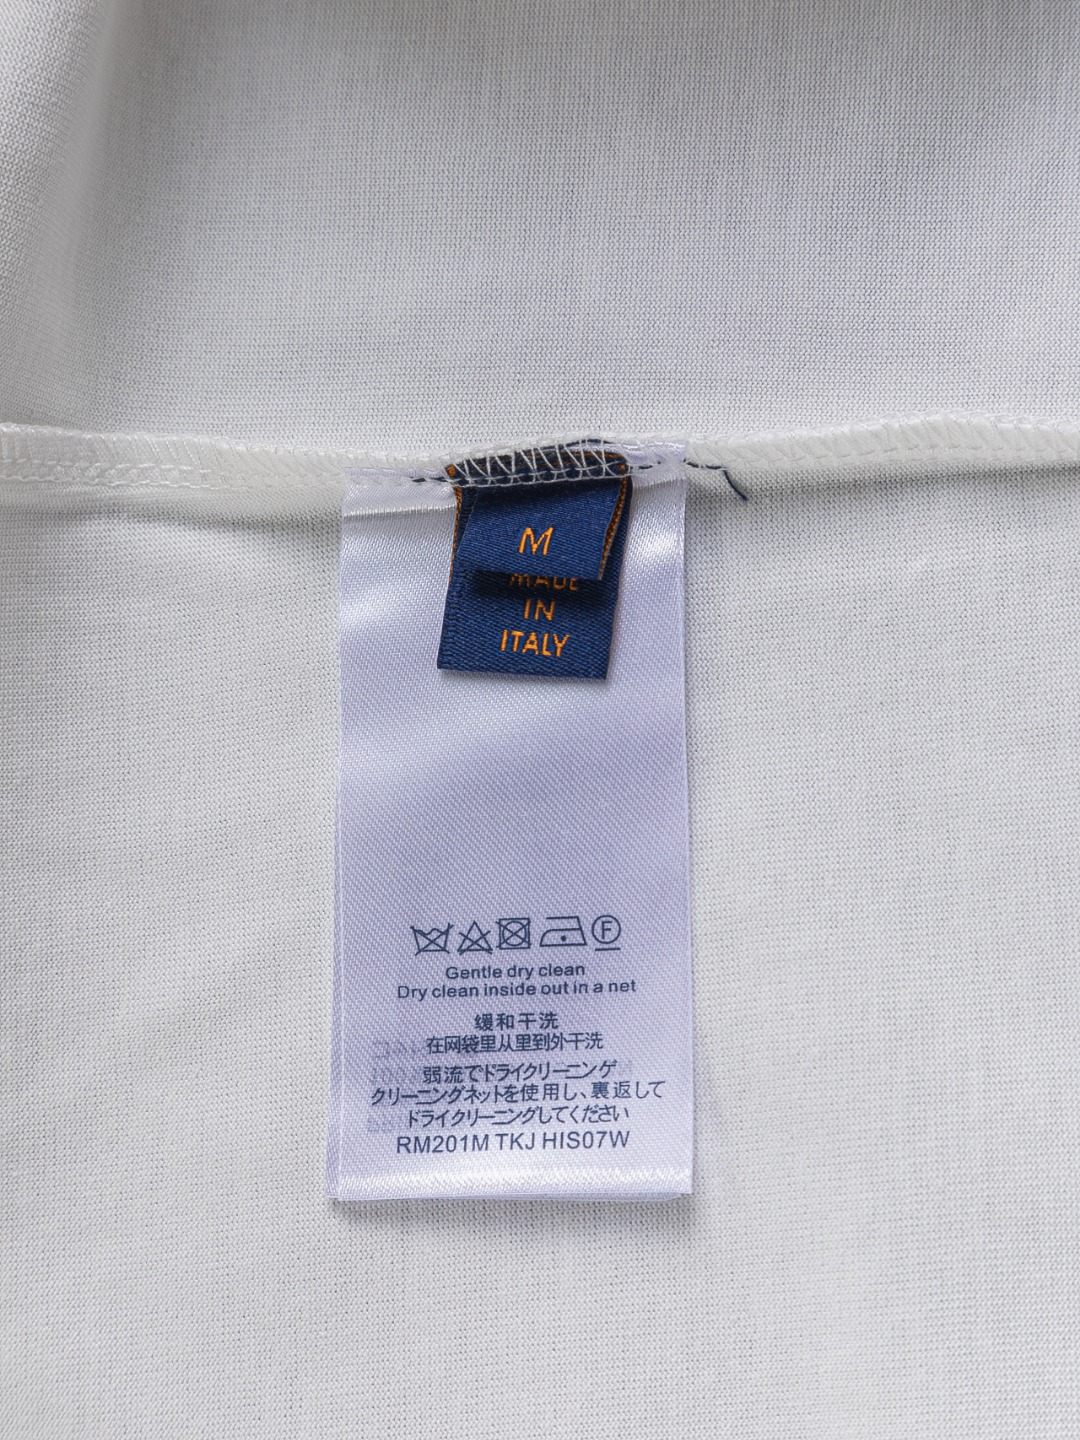 M
MADE
IN
ITALY
F
Gentle dry clean
Dry clean inside out in a net
缓和干洗
在网袋里从里到外干洗
弱流でドライクリーニング
クリーニングネットを使用し、裏返して
ドライクリーニングしてください
RM201M TKJ HIS07W